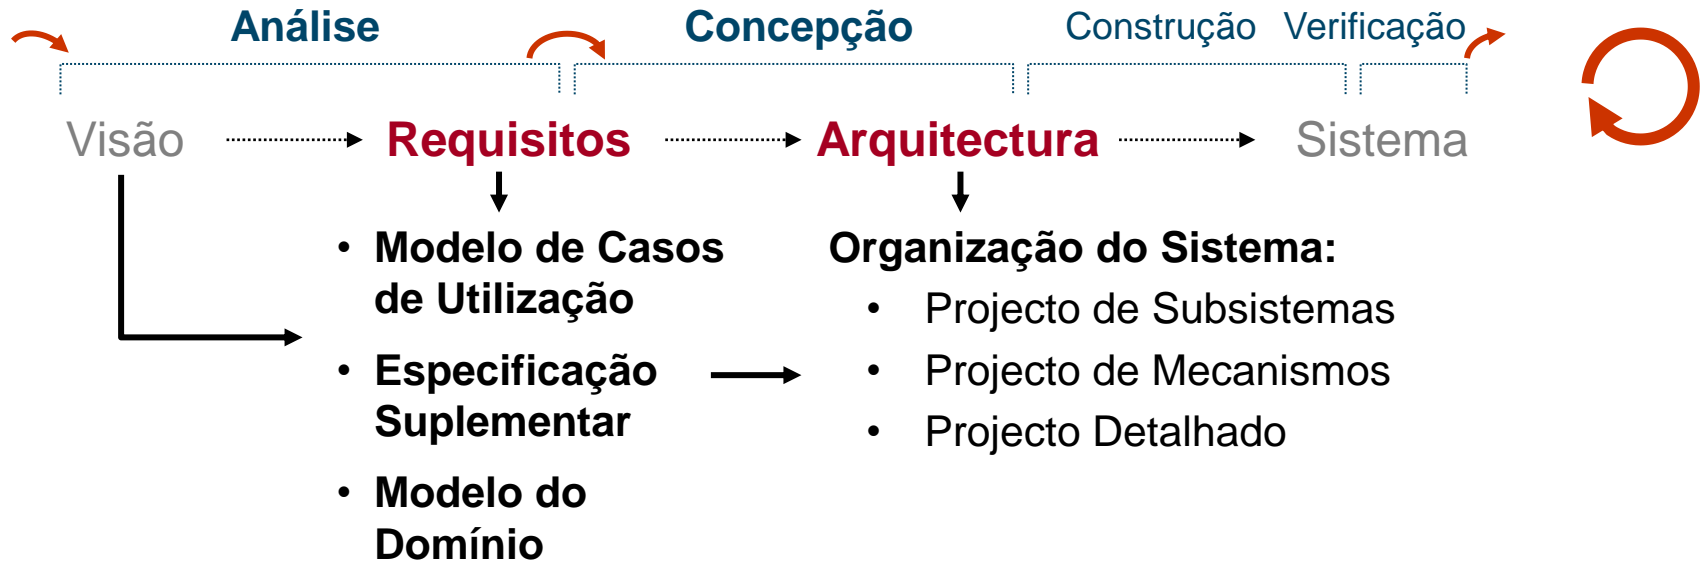 Análise Concepção Construção Verificação
Visão Requisitos Arquitectura Sistema
• Modelo de Casos
de Utilização
• Especificação
Suplementar
• Modelo do
Domínio
Organização do Sistema:
• Projecto de Subsistemas
• Projecto de Mecanismos
• Projecto Detalhado